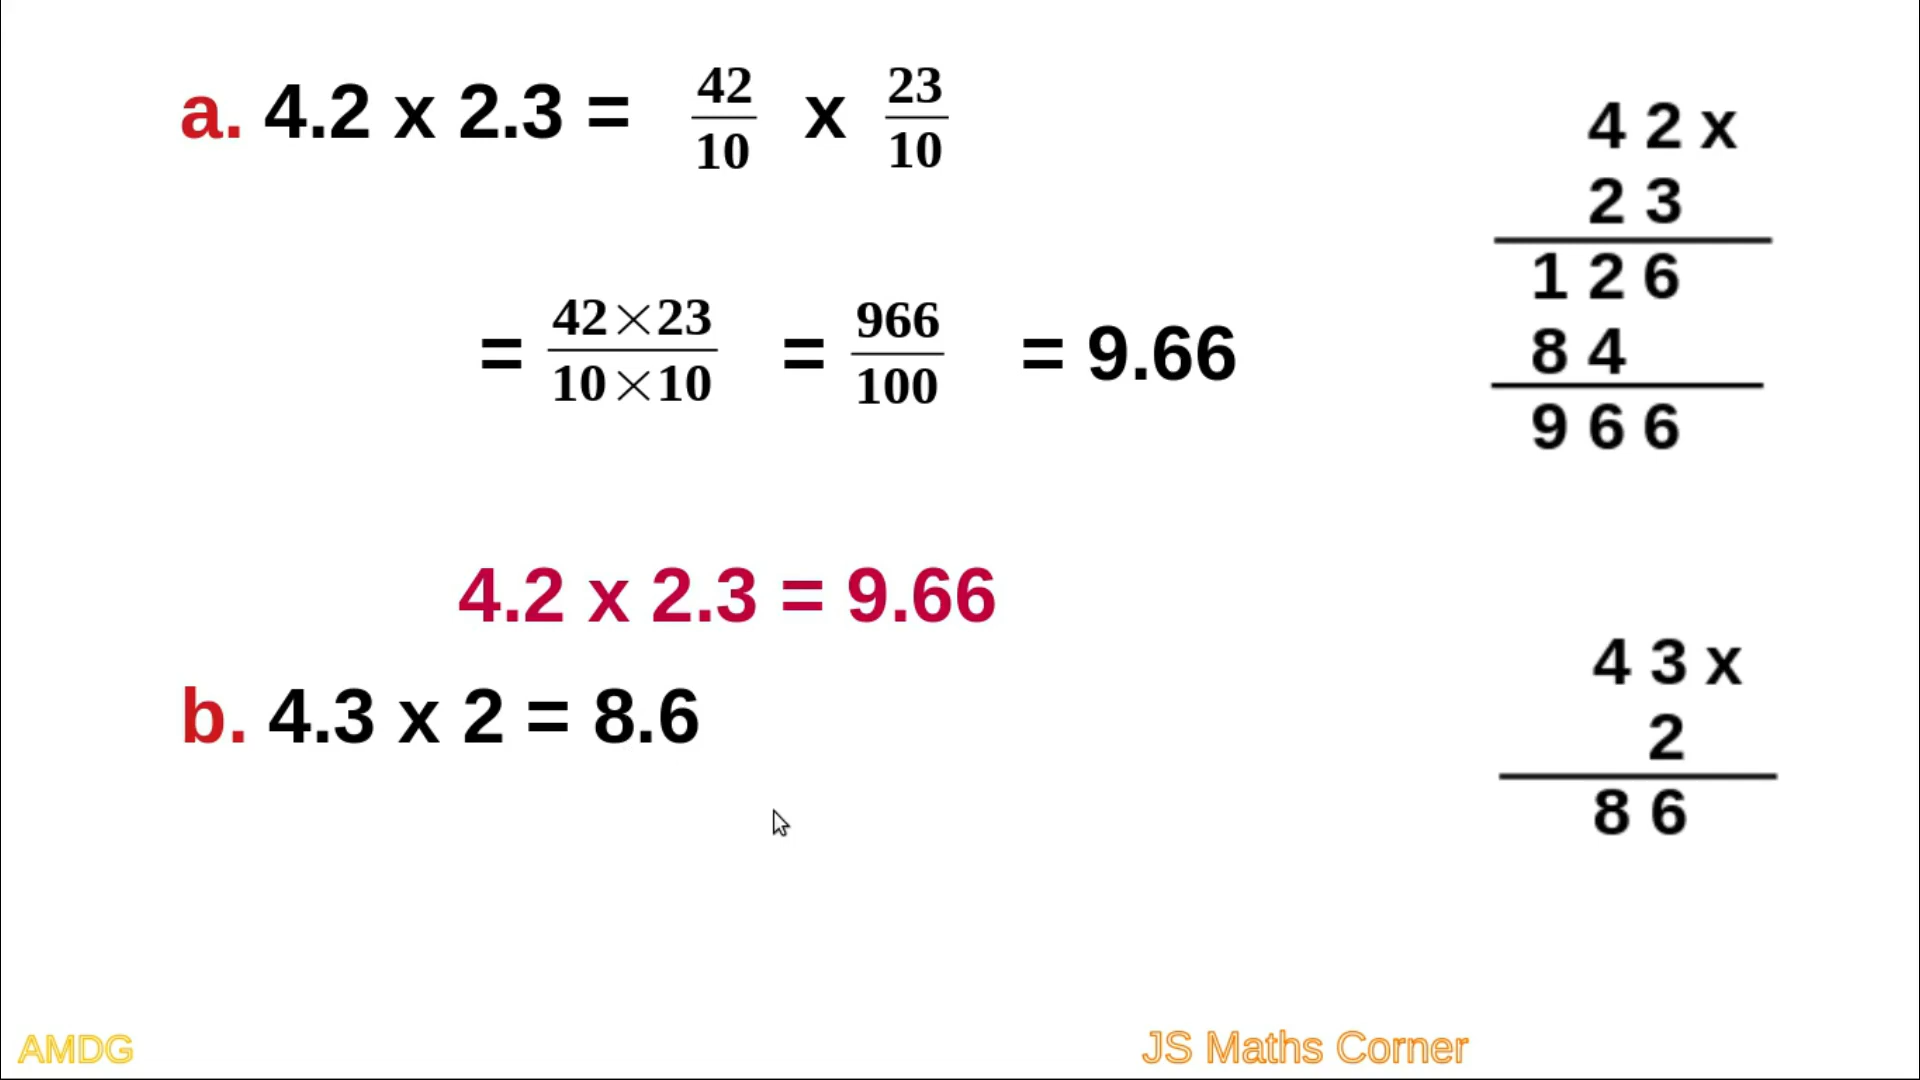 a. 4.2 x 2.3 = 42/10 x 23/10
= 42×23/10×10 = 966/100 = 9.66
4.2 x 2.3 = 9.66
b. 4.3 x 2 = 8.6
4 2 x
2 3
1 2 6
8 4
9 6 6
4 3 x
2
8 6
AMDG
JS Maths Corner